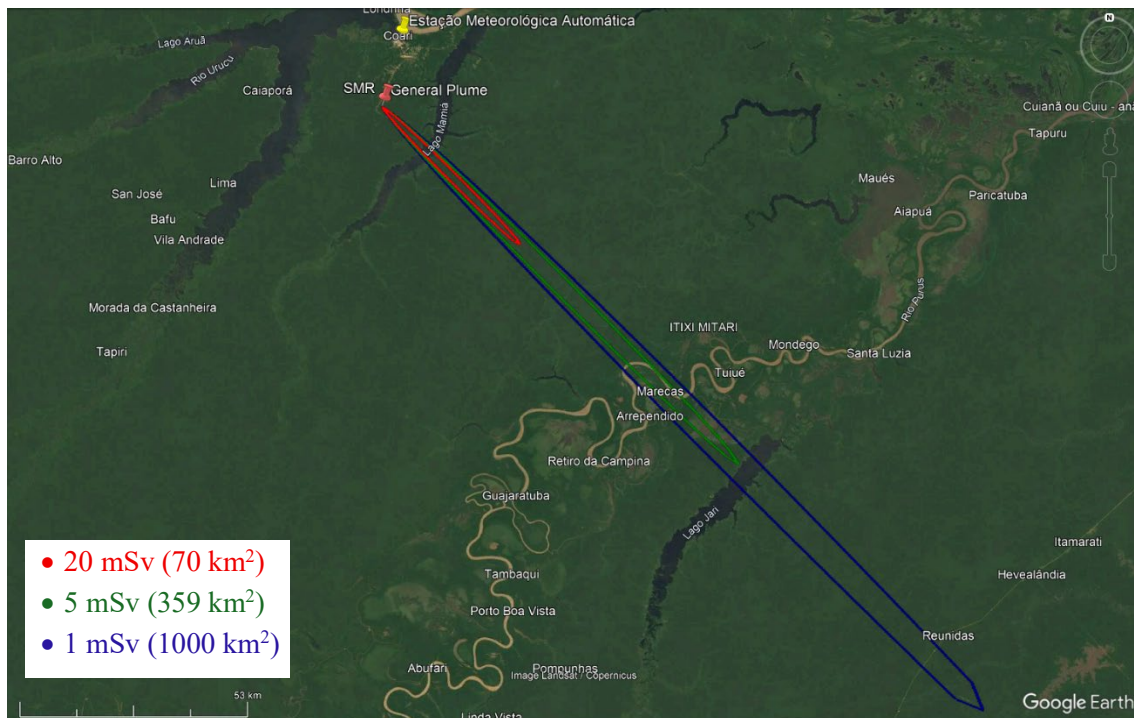 Londrina
Estação Meteorológica Automática
Coari
Lago Aruã
Rio Urucu
Caiaporá
SMR
General Plume
Lago Mamiá
N
Cuianã ou Cuiu - anã
Tapuru
Barro Alto
San José
Lima
Bafu
Vila Andrade
Maués
Paricatuba
Aiapuá
Rio Purus
Morada da Castanheira
Tapiri
ITIXI MITARI
Mondego
Santa Luzia
Tuiué
Marecas
Arrependido
Retiro da Campina
Guajaratuba
Lago Jari
Itamarati
Hevealândia
Tambaqui
Porto Boa Vista
Reunidas
Abufari
Pompunhas
Image Landsat / Copernicus
Linda Vista
• 20 mSv (70 km²)
• 5 mSv (359 km²)
• 1 mSv (1000 km²)
53 km
Google Earth